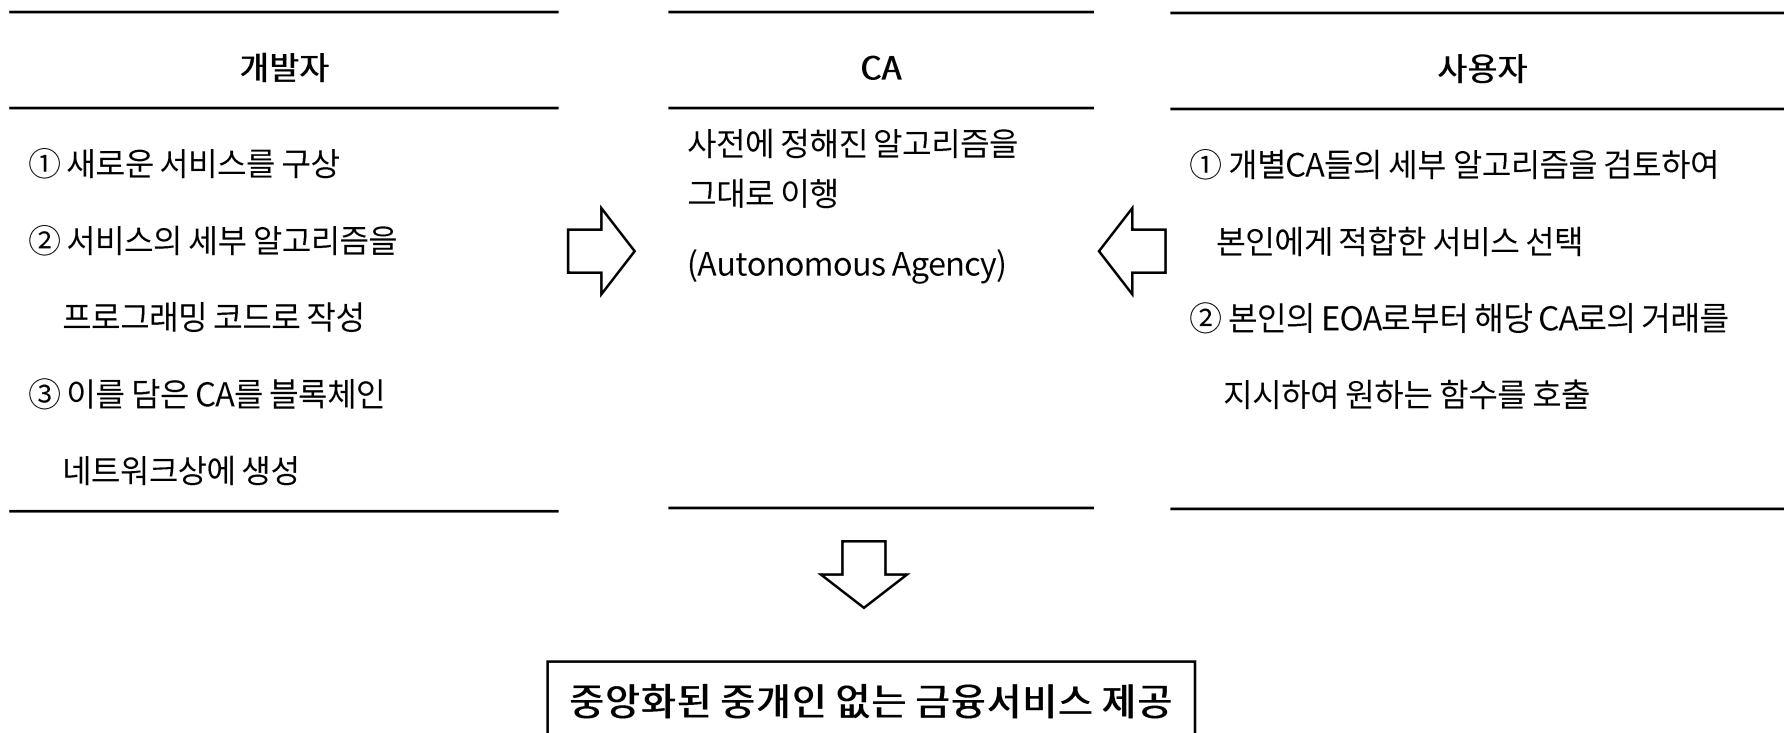 개발자
① 새로운 서비스를 구상
② 서비스의 세부 알고리즘을
프로그래밍 코드로 작성
③ 이를 담은 CA를 블록체인
네트워크상에 생성
CA
사전에 정해진 알고리즘을
그대로 이행
(Autonomous Agency)
사용자
① 개별CA들의 세부 알고리즘을 검토하여
본인에게 적합한 서비스 선택
② 본인의 EOA로부터 해당 CA로의 거래를
지시하여 원하는 함수를 호출
중앙화된 중개인 없는 금융서비스 제공